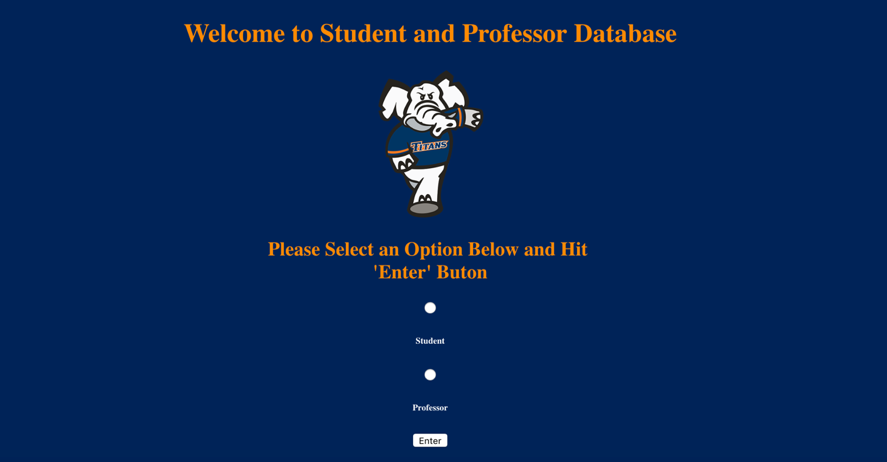 Welcome to Student and Professor Database
TITANS
Please Select an Option Below and Hit
'Enter' Buton
Student
Professor
Enter